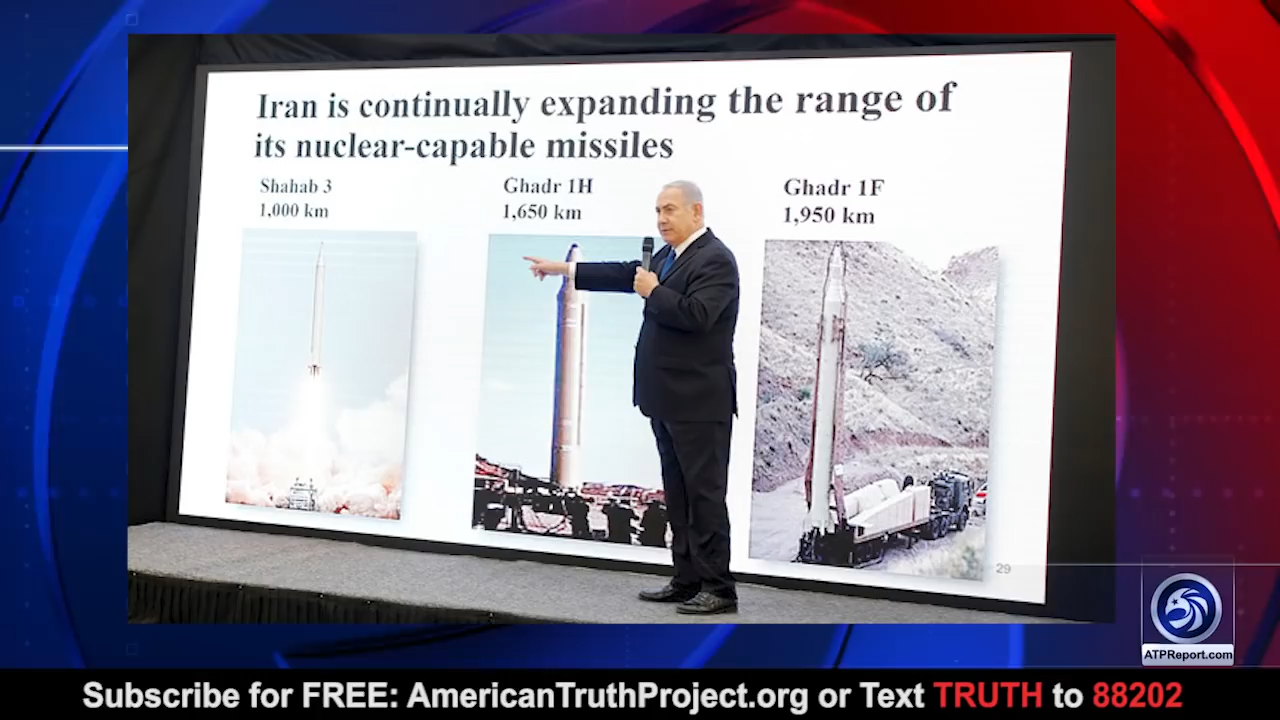 Iran is continually expanding the range of
its nuclear-capable missiles
Shahab 3
1,000 km
Ghadr 1H
1,650 km
Ghadr 1F
1,950 km
29
ATPReport.com
Subscribe for FREE: AmericanTruthProject.org or Text TRUTH to 88202